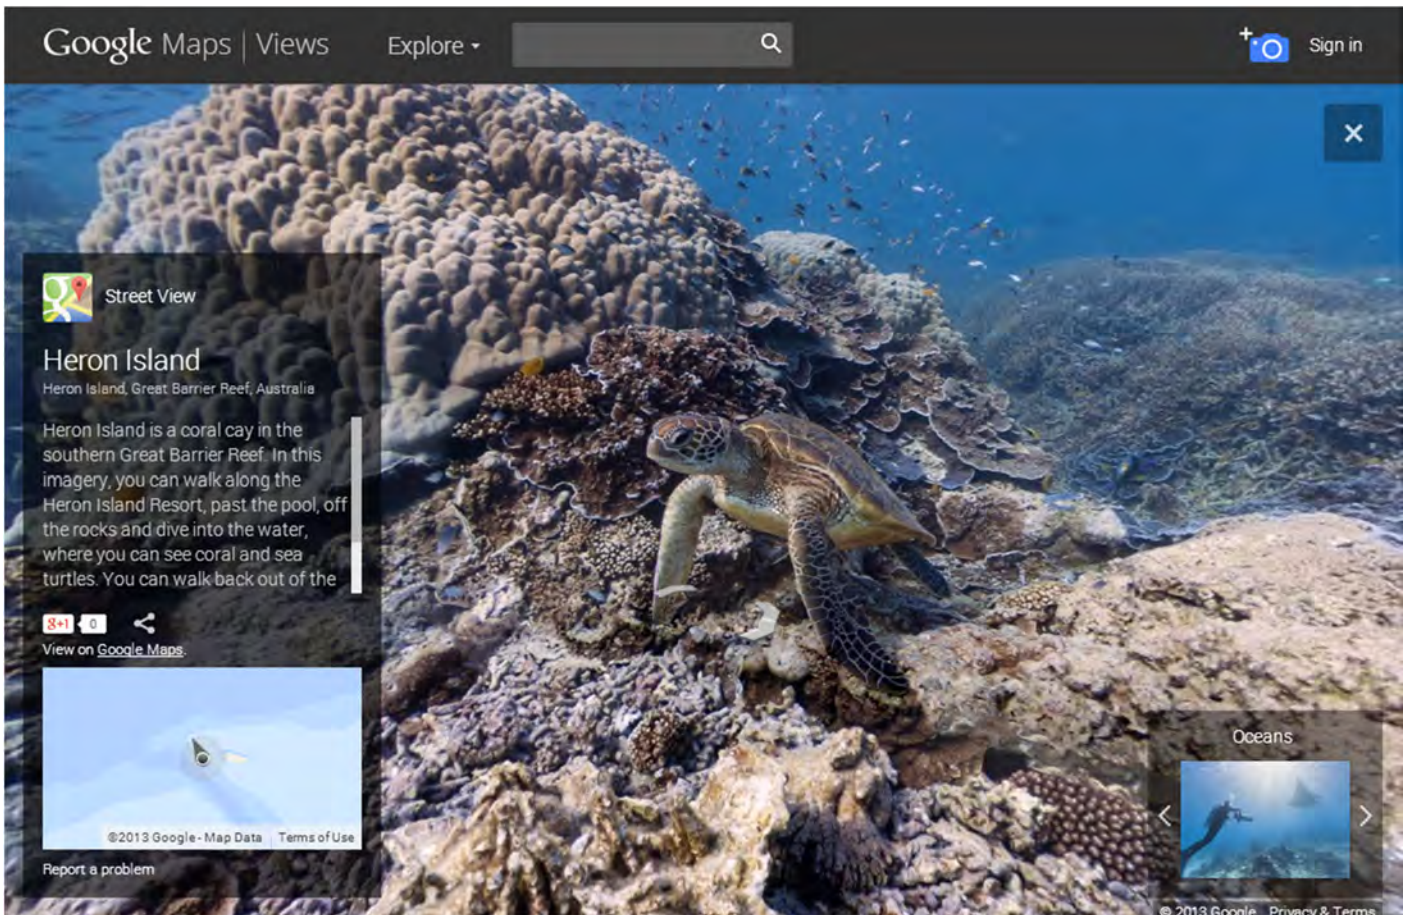 Google Maps | Views
Explore
Sign in
Street View
Heron Island
Heron Island, Great Barrier Reef, Australia
Heron Island is a coral cay in the
southern Great Barrier Reef. In this
imagery, you can walk along the
Heron Island Resort, past the pool, off
the rocks and dive into the water,
where you can see coral and sea
turtles. You can walk back out of the
g+1 0
View on Google Maps.
©2013 Google - Map Data Terms of Use
Report a problem
Oceans
© 2013 Google Privacy & Terms